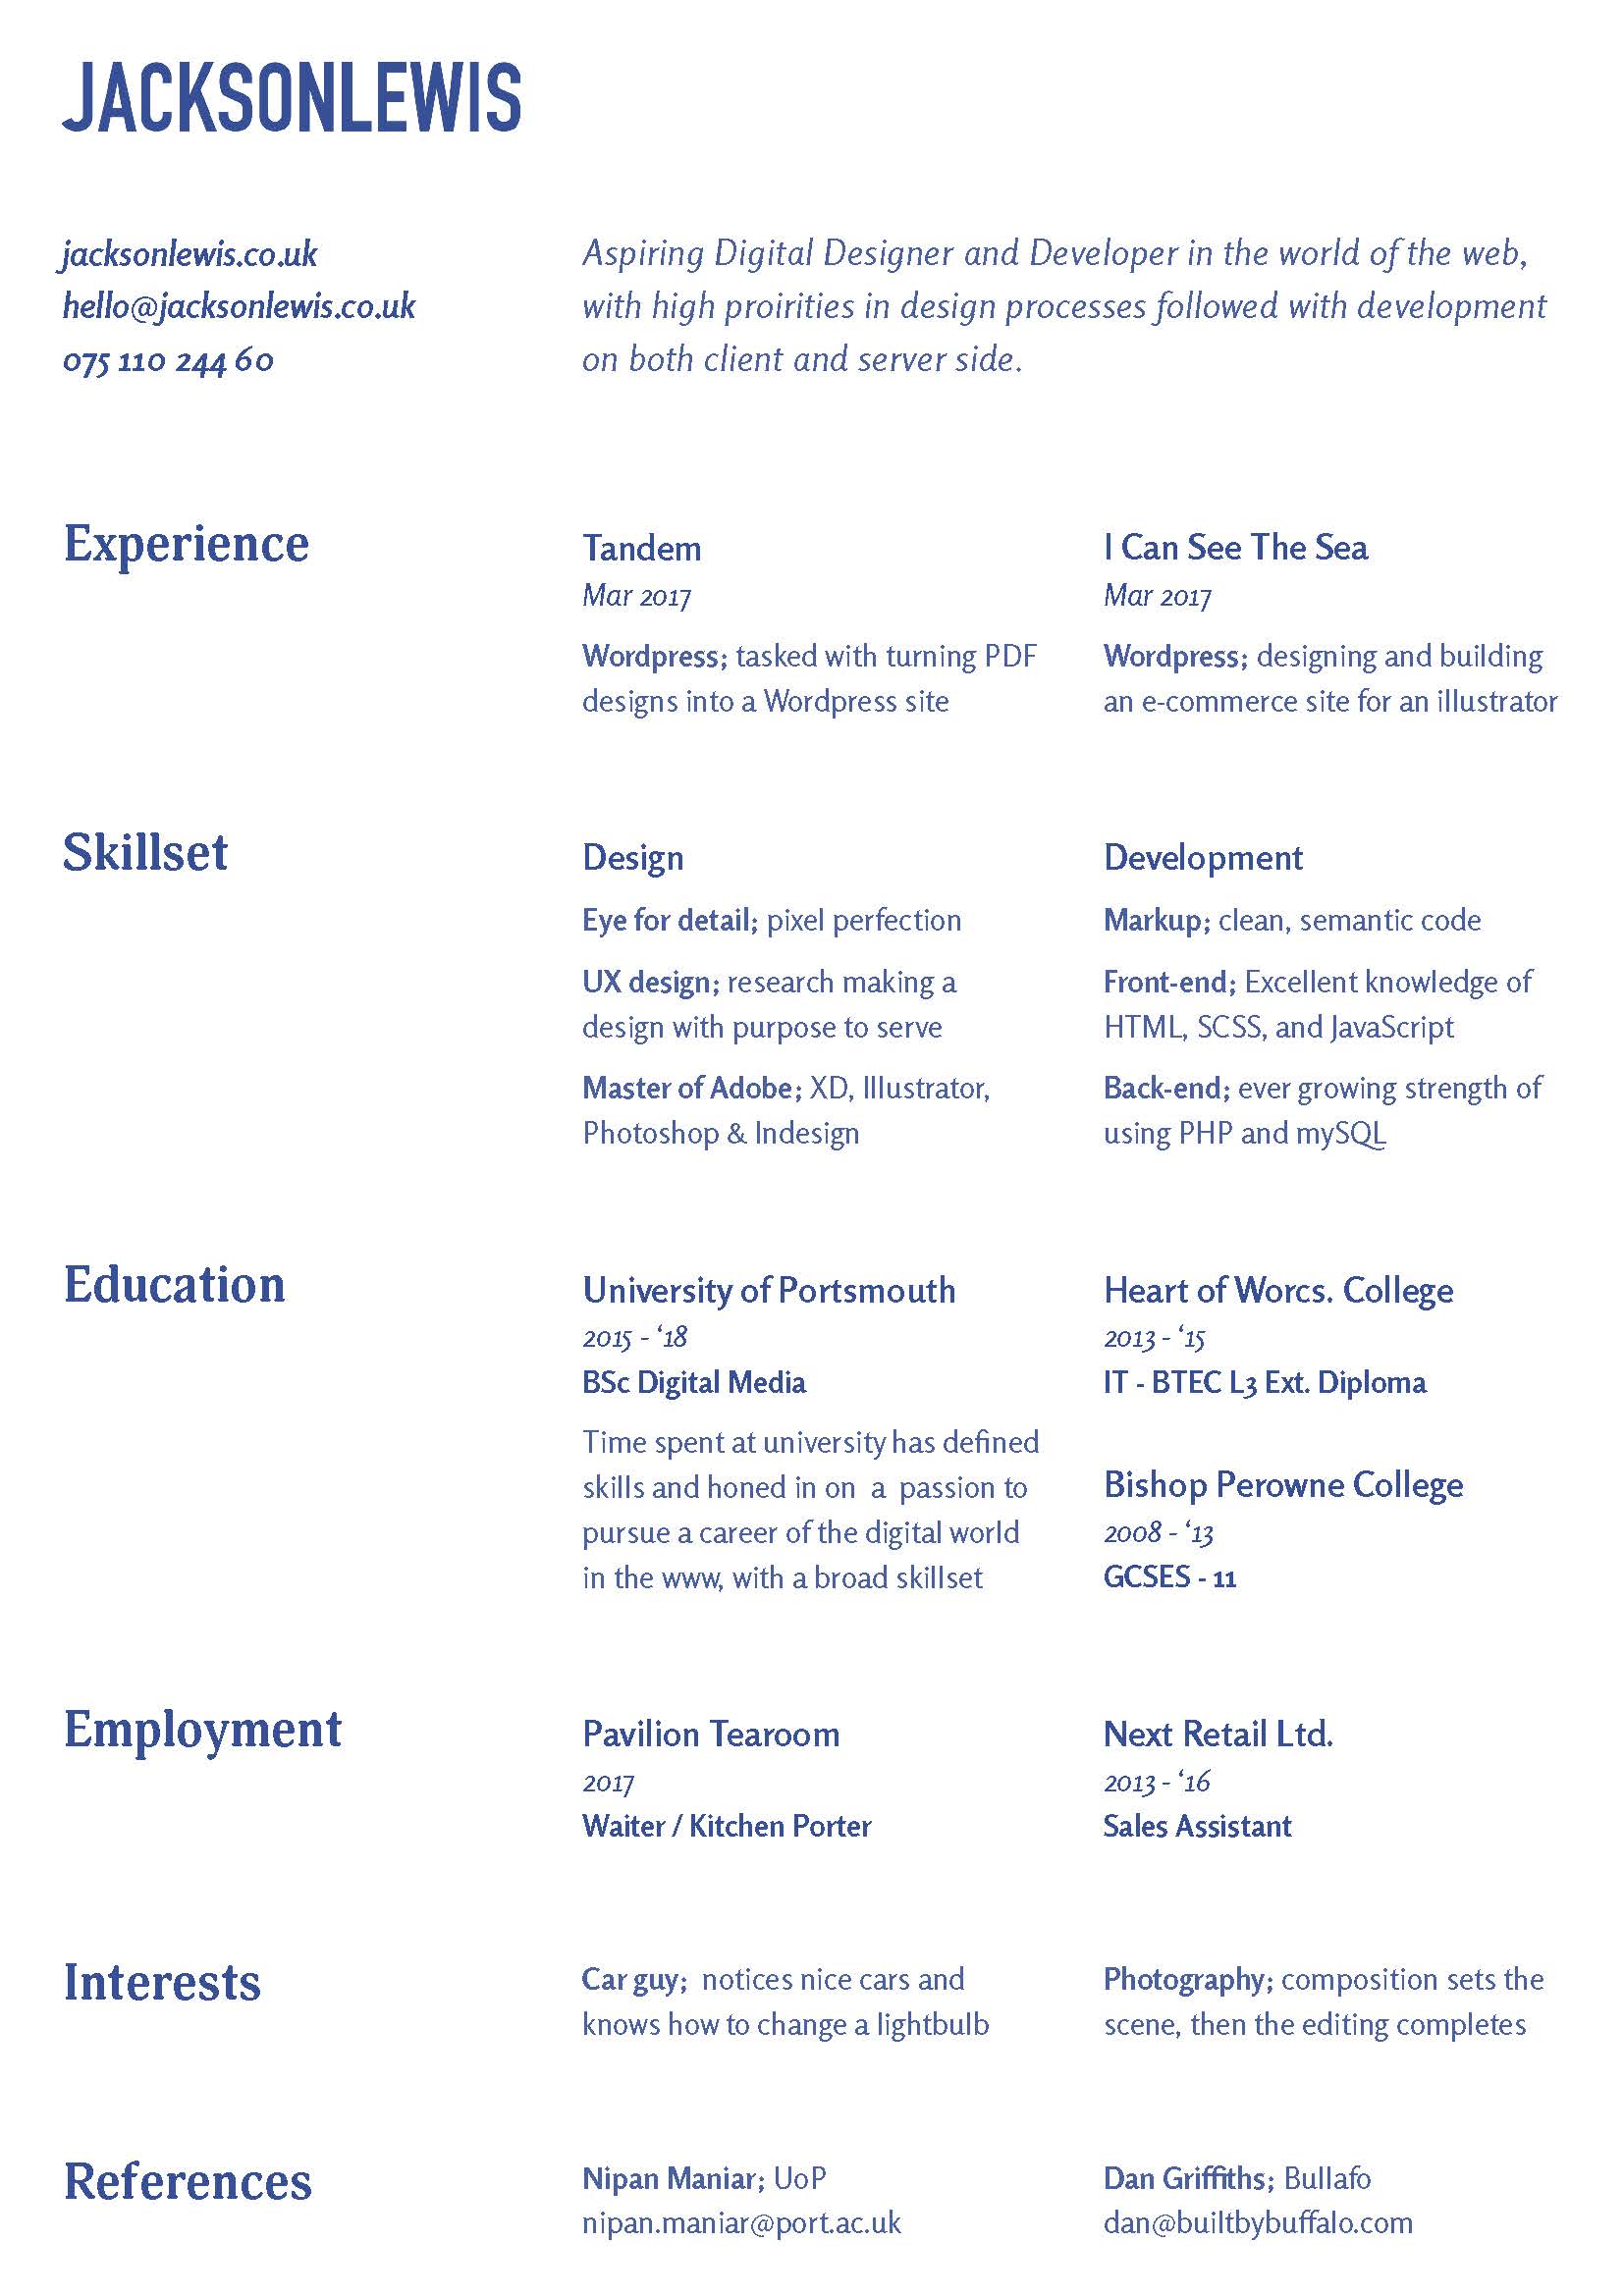 JACKSONLEWIS
jacksonlewis.co.uk
hello@jacksonlewis.co.uk
075 110 244 60
Aspiring Digital Designer and Developer in the world of the web,
with high proirities in design processes followed with development
on both client and server side.
Experience
Tandem
Mar 2017
Wordpress; tasked with turning PDF
designs into a Wordpress site
I Can See The Sea
Mar 2017
Wordpress; designing and building
an e-commerce site for an illustrator
Skillset
Design
Eye for detail; pixel perfection
UX design; research making a
design with purpose to serve
Master of Adobe; XD, Illustrator,
Photoshop & Indesign
Development
Markup; clean, semantic code
Front-end; Excellent knowledge of
HTML, SCSS, and JavaScript
Back-end; ever growing strength of
using PHP and mySQL
Education
University of Portsmouth
2015 - ‘18
BSc Digital Media
Time spent at university has defined
skills and honed in on a passion to
pursue a career of the digital world
in the www, with a broad skillset
Heart of Worcs. College
2013 - ‘15
IT - BTEC L3 Ext. Diploma
Bishop Perowne College
2008 - ‘13
GCSES - 11
Employment
Pavilion Tearoom
2017
Waiter / Kitchen Porter
Next Retail Ltd.
2013 - ‘16
Sales Assistant
Interests
Car guy; notices nice cars and
knows how to change a lightbulb
Photography; composition sets the
scene, then the editing completes
References
Nipan Maniar; UoP
nipan.maniar@port.ac.uk
Dan Griffiths; Bullafo
dan@builtbybuffalo.com